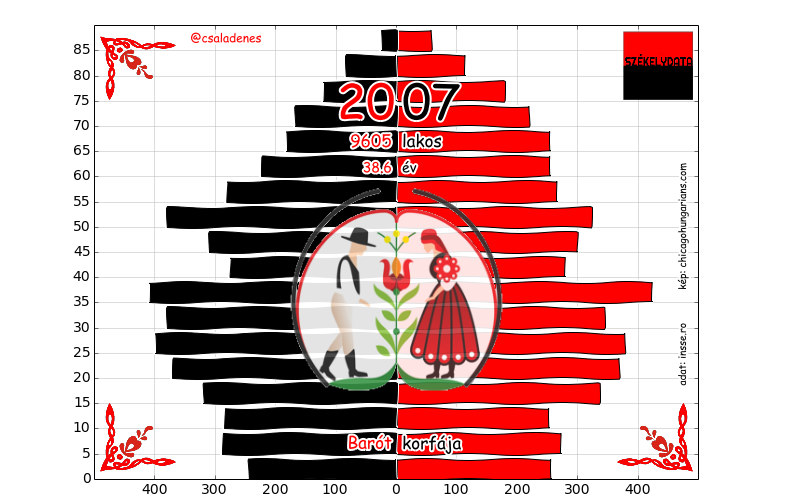 @csaladenes
SZÉKELYDATA
2007
9605 lakos
38.6 év
kép: chicagohungarians.com
adat: insse.ro
Barót korfája
85
80
75
70
65
60
55
50
45
40
35
30
25
20
15
10
5
0
400 300 200 100 0 100 200 300 400